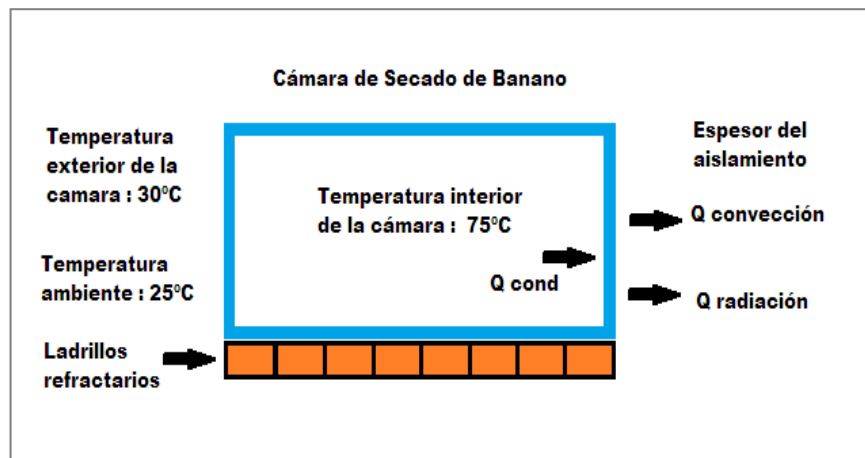 Cámara de Secado de Banano
Temperatura
exterior de la
camara : 30ºC
Temperatura
ambiente : 25ºC
Ladrillos
refractarios
Temperatura interior
de la cámara : 75ºC
Q cond
Espesor del
aislamiento
Q convección
Q radiación